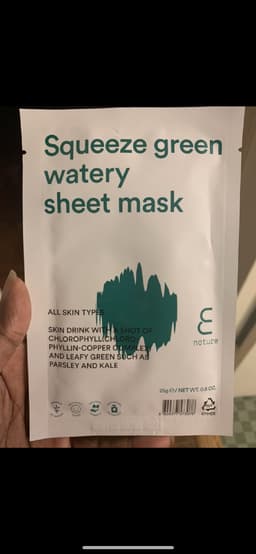 Squeeze green
watery
sheet mask
ALL SKIN TYPES
SKIN DRINK WITH A SHOT OF
CHLOROPHYLL(CHLORO
PHYLLIN-COPPER COMPLEX)
AND LEAFY GREEN SUCH AS
PARSLEY AND KALE
nature
25g ℮ / NET WT. 0.8 OZ.